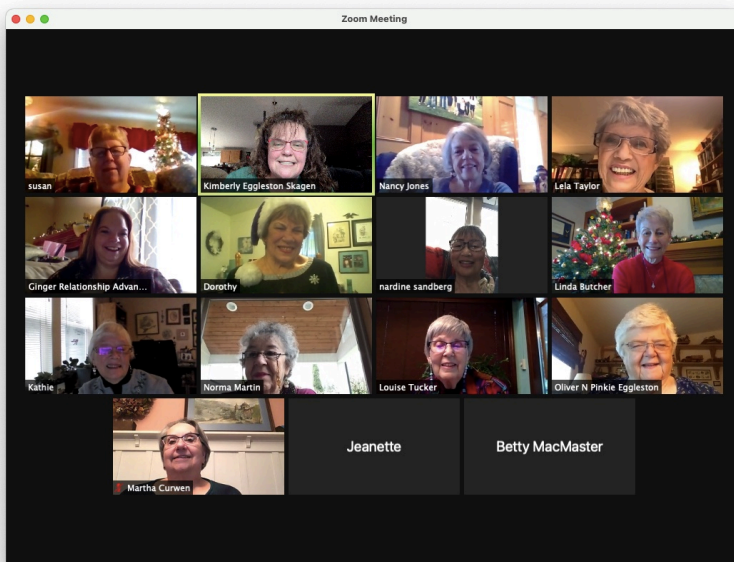 Zoom Meeting
susan
Kimberly Eggleston Skagen
Nancy Jones
Lela Taylor
Ginger Relationship Advan...
Dorothy
nardine sandberg
Linda Butcher
Kathie
Norma Martin
Louise Tucker
Oliver N Pinkie Eggleston
Martha Curwen
Jeanette
Betty MacMaster